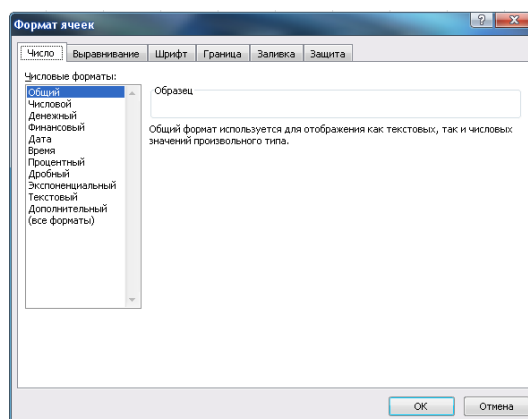 Формат ячеек
Число Выравнивание Шрифт Граница Заливка Защита
Числовые форматы:
Общий
Числовой
Денежный
Финансовый
Дата
Время
Процентный
Дробный
Экспоненциальный
Текстовый
Дополнительный
(все форматы)
Образец
Общий формат используется для отображения как текстовых, так и числовых
значений произвольного типа.
ОК Отмена